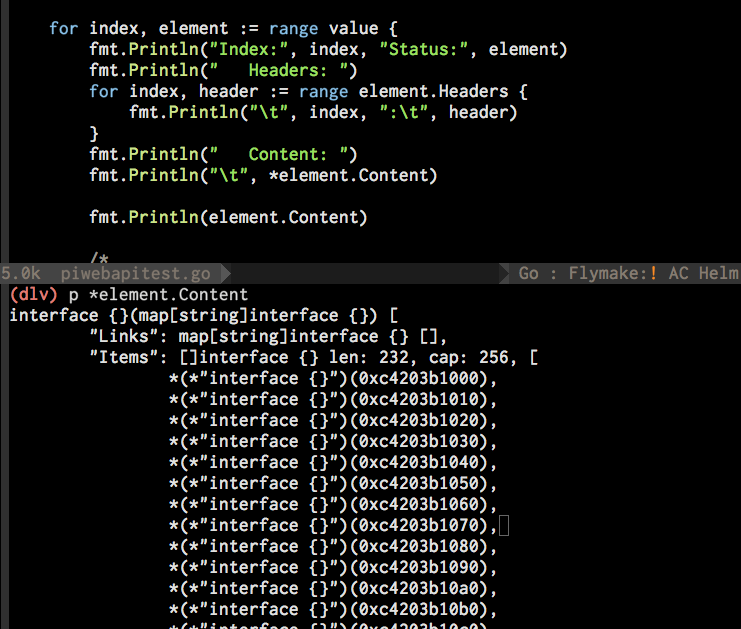 for index, element := range value {
fmt.Println("Index:", index, "Status:", element)
fmt.Println("   Headers: ")
for index, header := range element.Headers {
fmt.Println("\t", index, ":\t", header)
}
fmt.Println("   Content: ")
fmt.Println("\t", *element.Content)
fmt.Println(element.Content)
/*
5.0k piwebapitest.go Go : Flymake:! AC Helm
(dlv) p *element.Content
interface {}(map[string]interface {}) [
"Links": map[string]interface {} [],
"Items": []interface {} len: 232, cap: 256, [
*(*"interface {}")(0xc4203b1000),
*(*"interface {}")(0xc4203b1010),
*(*"interface {}")(0xc4203b1020),
*(*"interface {}")(0xc4203b1030),
*(*"interface {}")(0xc4203b1040),
*(*"interface {}")(0xc4203b1050),
*(*"interface {}")(0xc4203b1060),
*(*"interface {}")(0xc4203b1070),
*(*"interface {}")(0xc4203b1080),
*(*"interface {}")(0xc4203b1090),
*(*"interface {}")(0xc4203b10a0),
*(*"interface {}")(0xc4203b10b0),